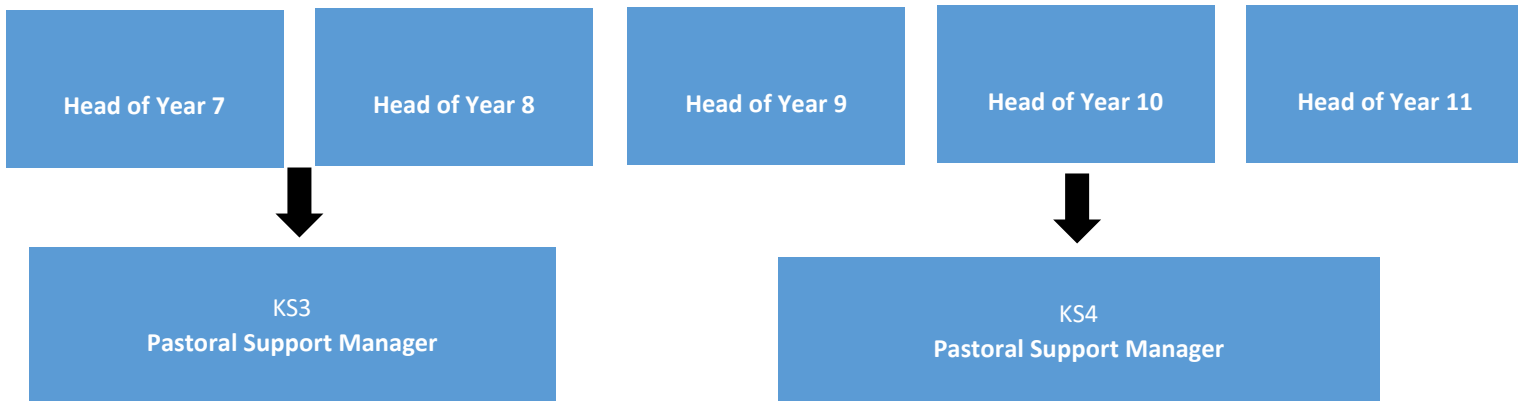 Head of Year 7
Head of Year 8
Head of Year 9
Head of Year 10
Head of Year 11
KS3
Pastoral Support Manager
KS4
Pastoral Support Manager